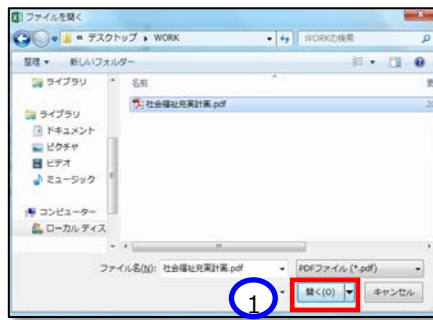 ファイルを開く
« デスクトップ ▸ WORK
WORKの検索
整理 ▼ 新しいフォルダー
ライブラリ
名前
社会福祉充実計画.pdf
ライブラリ
ドキュメント
ピクチャ
ビデオ
ミュージック
コンピューター
ローカル ディス
ファイル名(N): 社会福祉充実計画.pdf
PDFファイル (*.pdf)
1
開く(O)
キャンセル